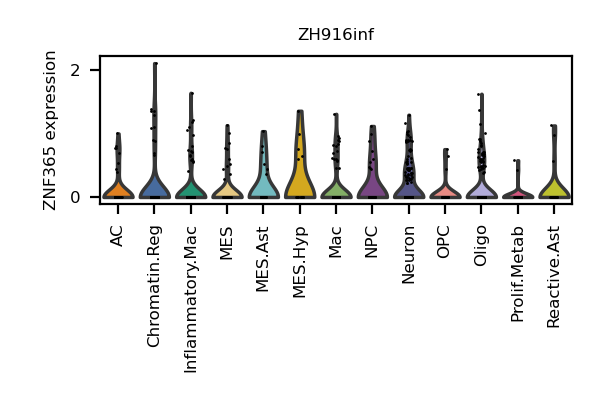 ZH916inf
ZNF365 expression
2
0
AC
Chromatin.Reg
Inflammatory.Mac
MES
MES.Ast
MES.Hyp
Mac
NPC
Neuron
OPC
Oligo
Prolif.Metab
Reactive.Ast